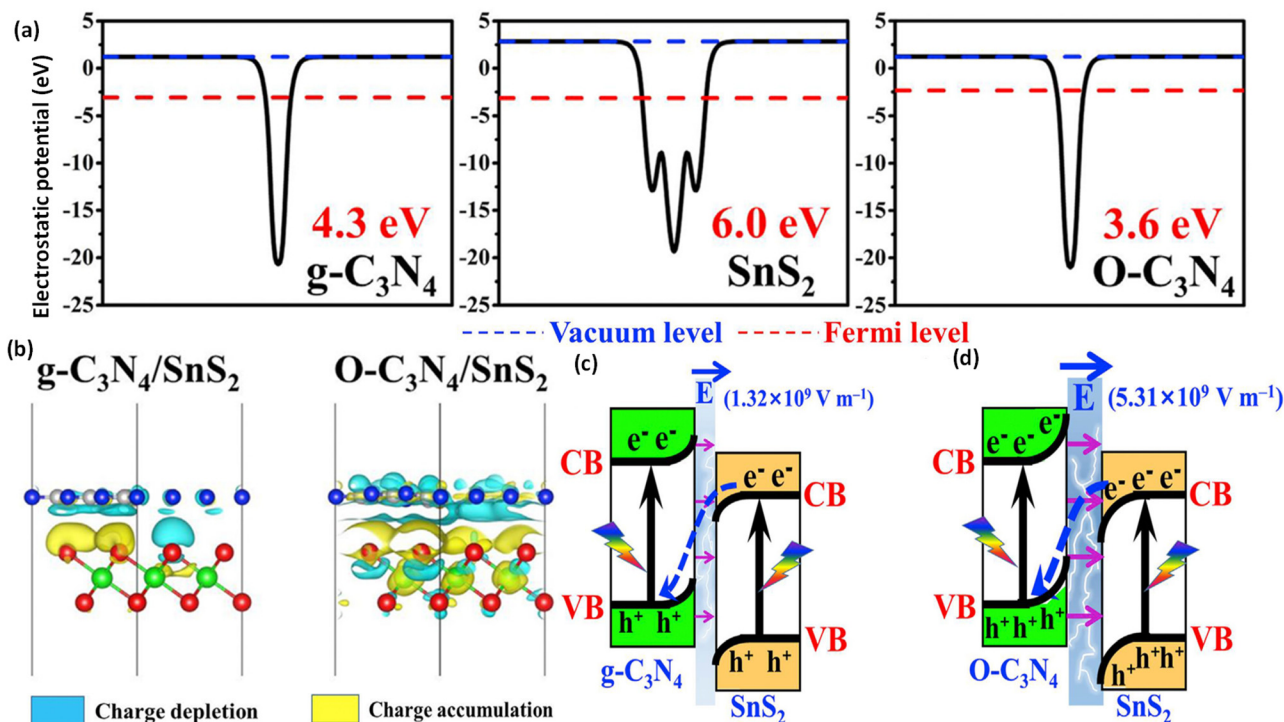 (a)
Electrostatic potential (eV)
5
0
-5
-10
-15
-20
-25
4.3 eV
g-C₃N₄
5
0
-5
-10
-15
-20
-25
6.0 eV
SnS₂
5
0
-5
-10
-15
-20
-25
3.6 eV
O-C₃N₄
Vacuum level
Fermi level
(b)
g-C₃N₄/SnS₂
O-C₃N₄/SnS₂
Charge depletion
Charge accumulation
(c)
E
(1.32×10⁹ V m⁻¹)
e⁻ e⁻
CB
e⁻ e⁻
CB
VB
h⁺ h⁺
VB
h⁺ h⁺
g-C₃N₄
SnS₂
(d)
E
(5.31×10⁹ V m⁻¹)
e⁻ e⁻ e⁻
CB
e⁻ e⁻ e⁻
CB
VB
h⁺ h⁺ h⁺
VB
h⁺ h⁺ h⁺
O-C₃N₄
SnS₂